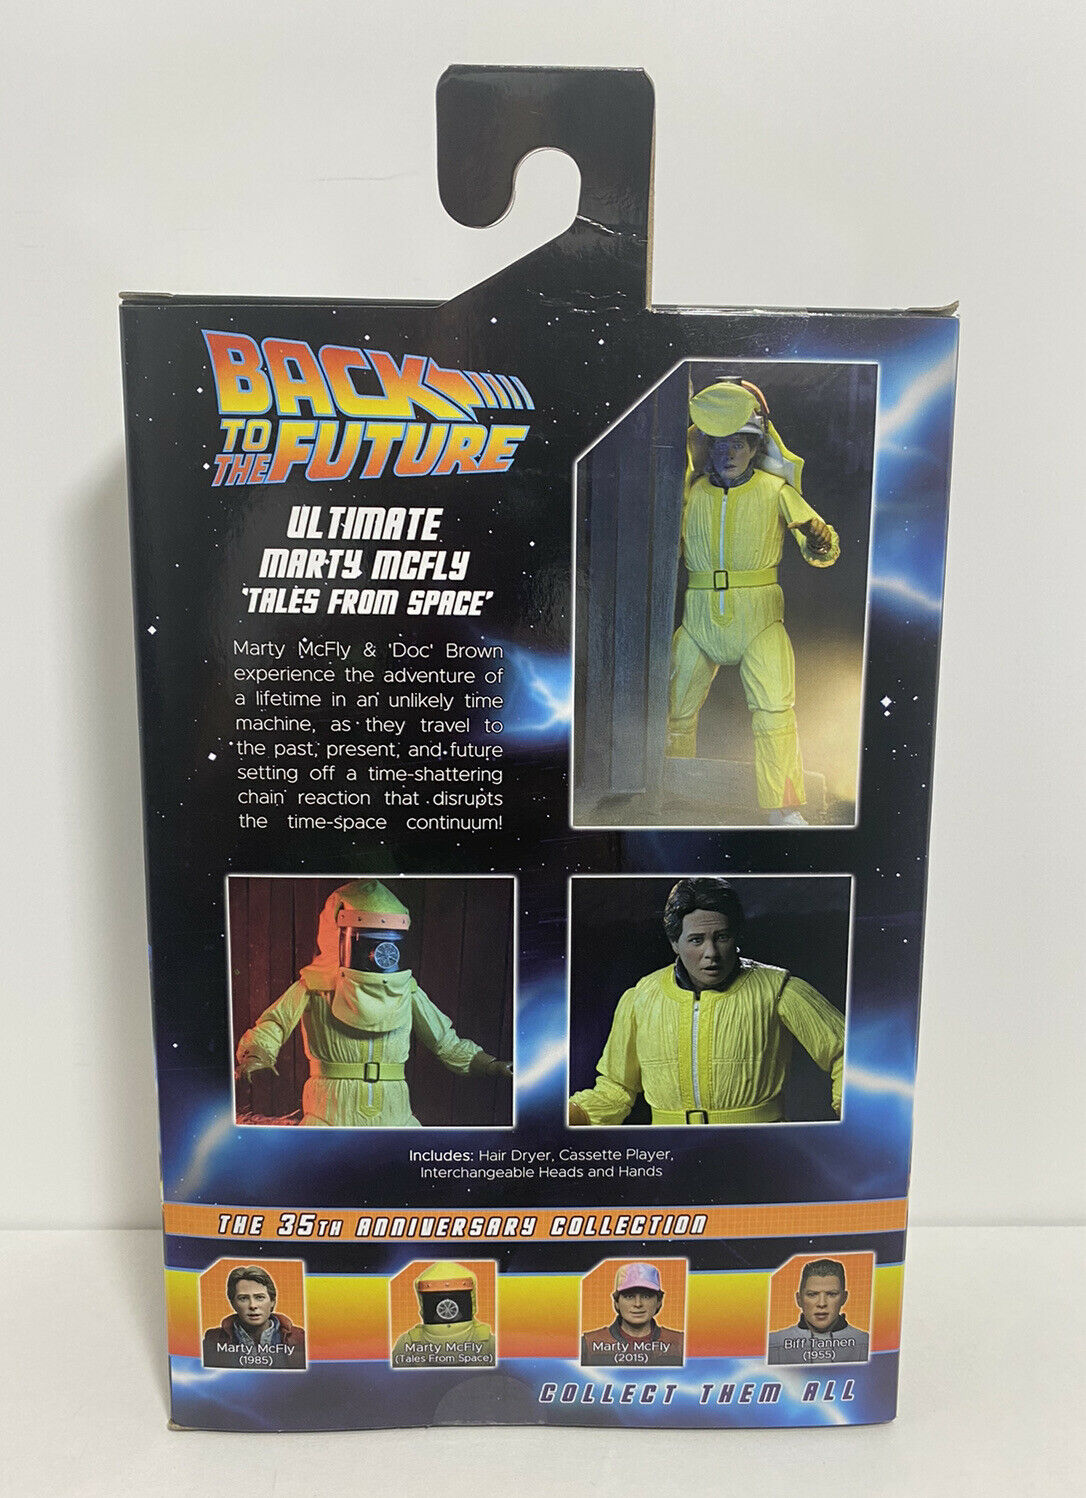 BACK
TO THE FUTURE
ULTIMATE
MARTY MCFLY
'TALES FROM SPACE'
Marty McFly & 'Doc' Brown
experience the adventure of
a lifetime in an unlikely time
machine, as they travel to
the past, present, and future
setting off a time-shattering
chain reaction that disrupts
the time-space continuum!
Includes: Hair Dryer, Cassette Player,
Interchangeable Heads and Hands
THE 35TH ANNIVERSARY COLLECTION
Marty McFly
(1985)
Marty McFly
(Tales From Space)
Marty McFly
(2015)
Biff Tannen
(1955)
COLLECT THEM ALL